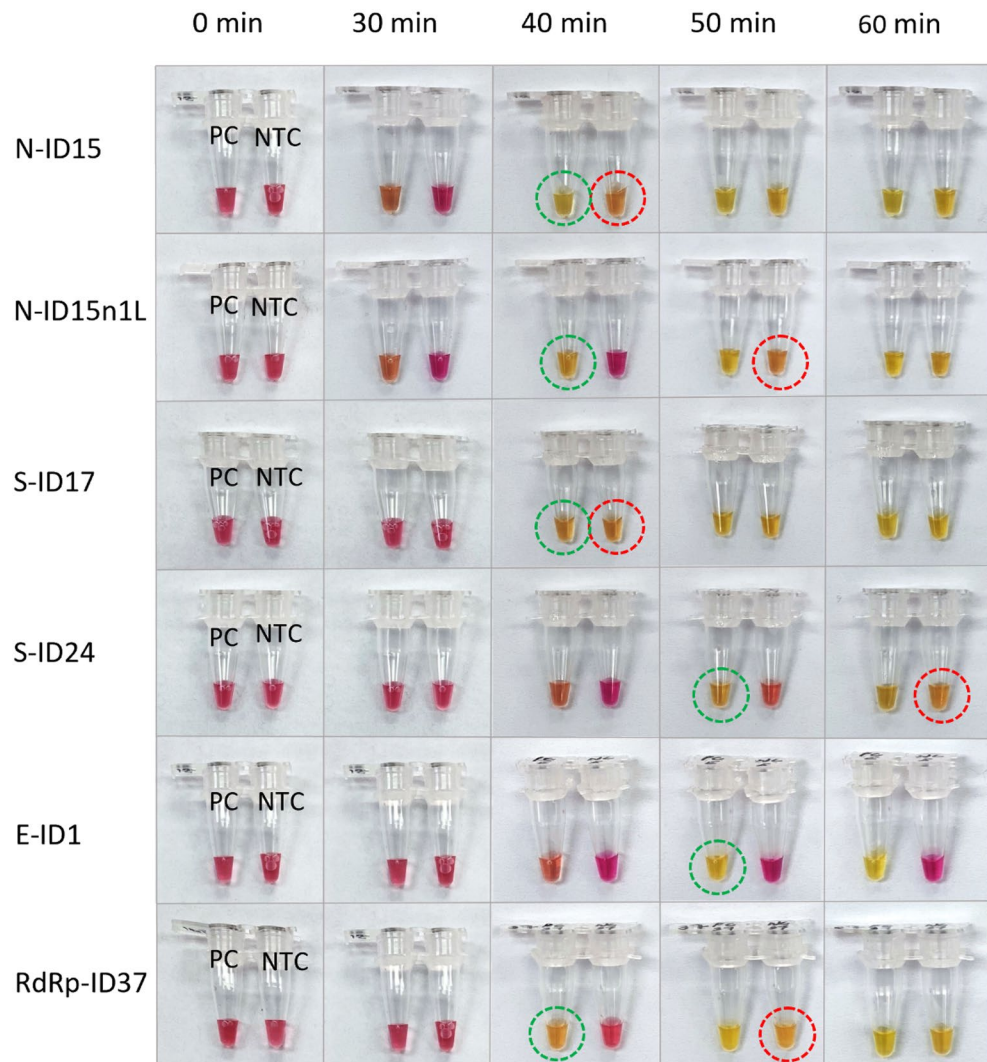 0 min 30 min 40 min 50 min 60 min
N-ID15
PC NTC
N-ID15n1L
PC NTC
S-ID17
PC NTC
S-ID24
PC NTC
E-ID1
PC NTC
RdRp-ID37
PC NTC